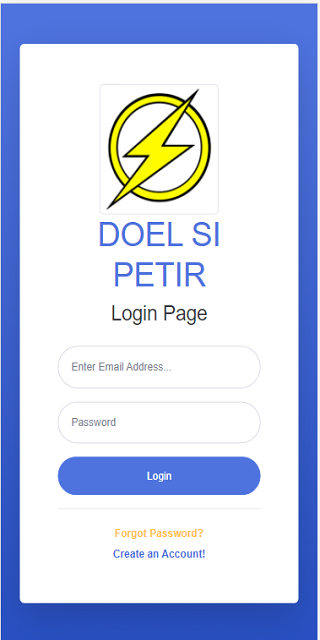 DOEL SI
PETIR
Login Page
Enter Email Address...
Password
Login
Forgot Password?
Create an Account!